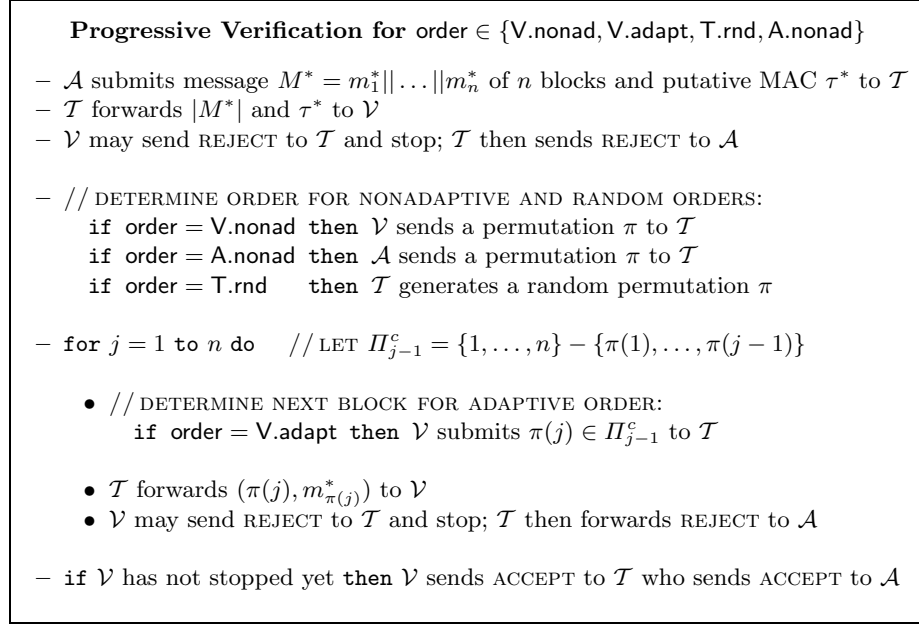 Progressive Verification for order ∈ {V.nonad, V.adapt, T.rnd, A.nonad}
– 𝒜 submits message M* = m*₁||...||m*ₙ of n blocks and putative MAC τ* to 𝒯
– 𝒯 forwards |M*| and τ* to 𝒱
– 𝒱 may send REJECT to 𝒯 and stop; 𝒯 then sends REJECT to 𝒜
– // DETERMINE ORDER FOR NONADAPTIVE AND RANDOM ORDERS:
if order = V.nonad then 𝒱 sends a permutation π to 𝒯
if order = A.nonad then 𝒜 sends a permutation π to 𝒯
if order = T.rnd then 𝒯 generates a random permutation π
– for j = 1 to n do // LET Π^c_{j−1} = {1, . . . , n} − {π(1), . . . , π(j − 1)}
• // DETERMINE NEXT BLOCK FOR ADAPTIVE ORDER:
if order = V.adapt then 𝒱 submits π(j) ∈ Π^c_{j−1} to 𝒯
• 𝒯 forwards (π(j), m*_{π(j)}) to 𝒱
• 𝒱 may send REJECT to 𝒯 and stop; 𝒯 then forwards REJECT to 𝒜
– if 𝒱 has not stopped yet then 𝒱 sends ACCEPT to 𝒯 who sends ACCEPT to 𝒜